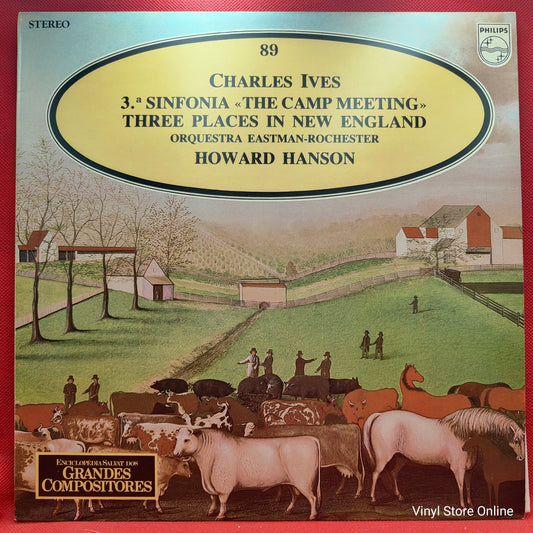 STEREO
PHILIPS
89
CHARLES IVES
3.ª SINFONIA «THE CAMP MEETING»
THREE PLACES IN NEW ENGLAND
ORQUESTRA EASTMAN-ROCHESTER
HOWARD HANSON
ENCICLOPÉDIA SALVAT DOS
GRANDES
COMPOSITORES
Vinyl Store Online